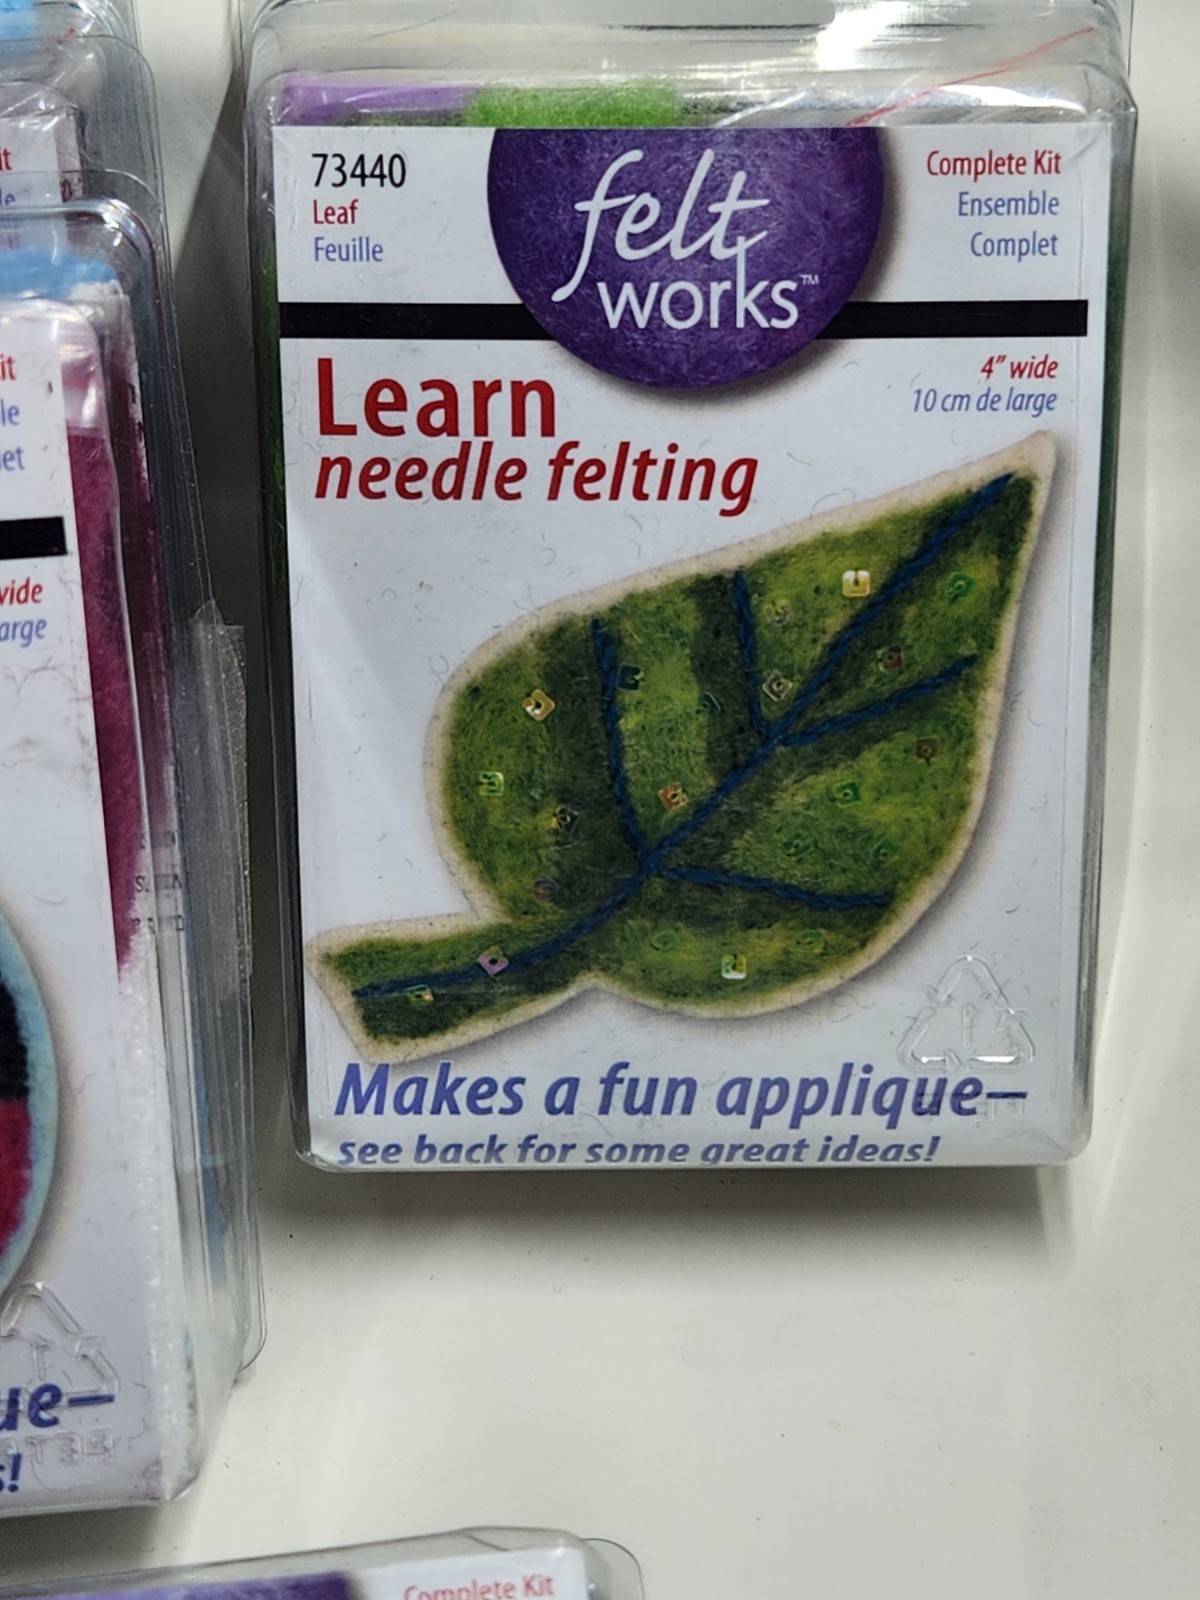 73440
Leaf
Feuille
felt
works™
Complete Kit
Ensemble
Complet
Learn
needle felting
4” wide
10 cm de large
Makes a fun applique—
see back for some great ideas!
Complete Kit